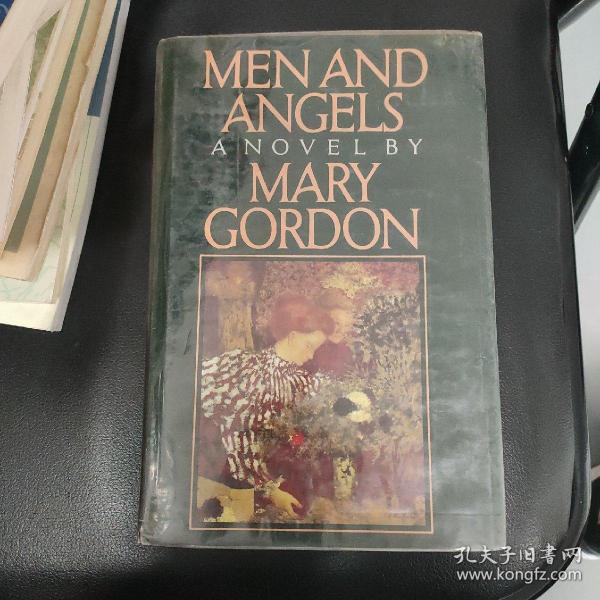 MEN AND
ANGELS
A NOVEL BY
MARY
GORDON
孔夫子旧书网
www.kongfz.com